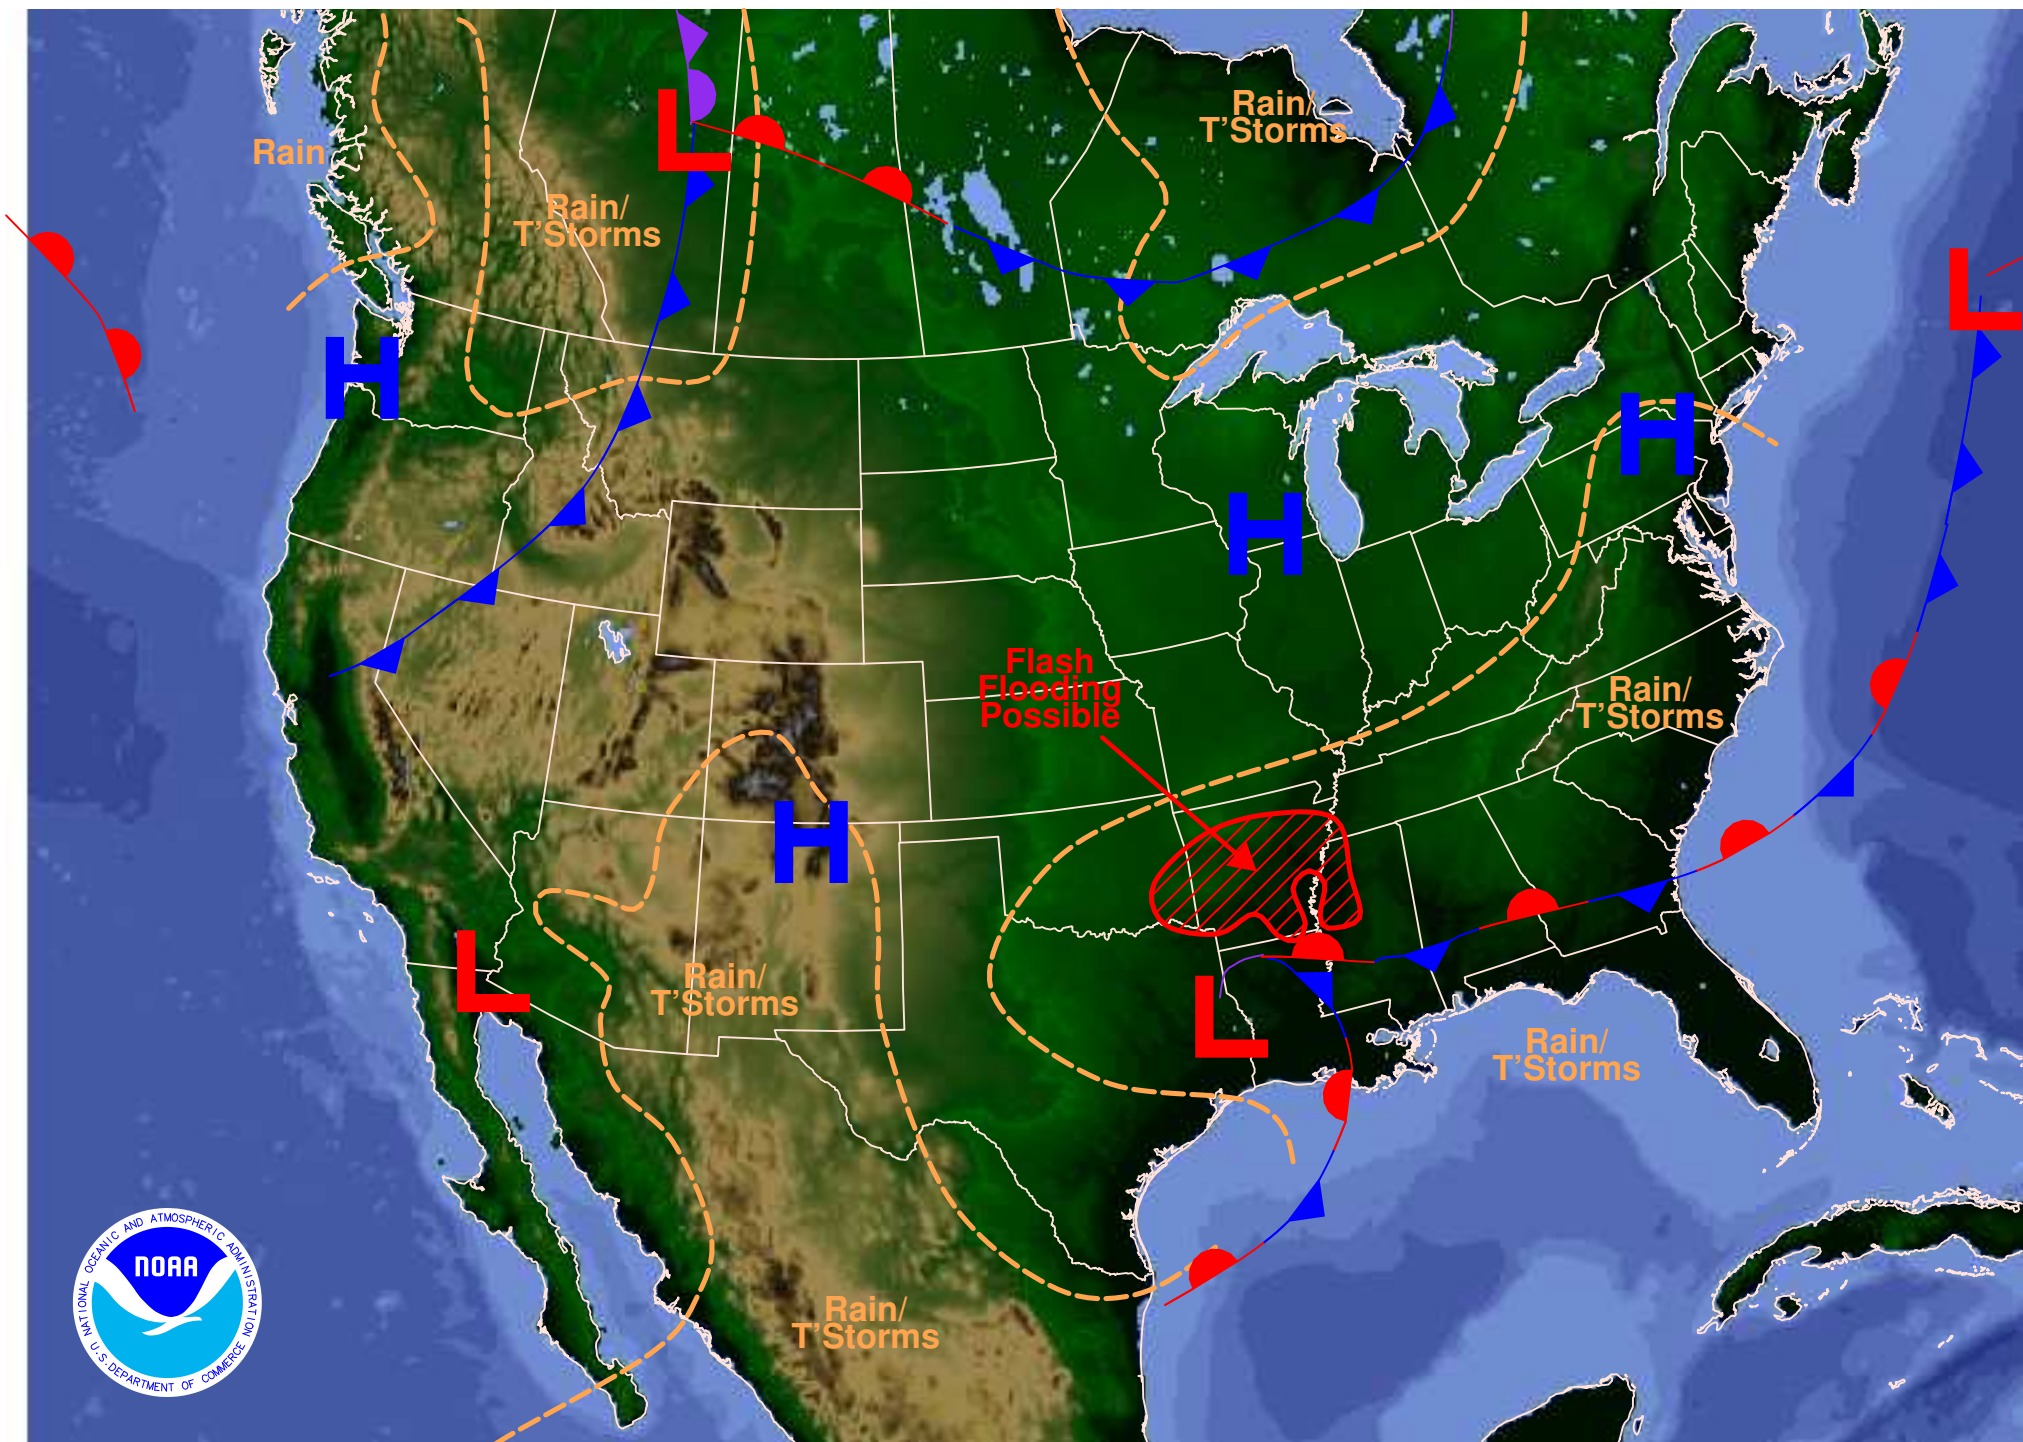 Rain/
T'Storms
Rain
Rain/
T'Storms
L
L
H
H
H
Flash
Flooding
Possible
Rain/
T'Storms
H
L
Rain/
T'Storms
L
Rain/
T'Storms
Rain/
T'Storms
NATIONAL OCEANIC AND ATMOSPHERIC ADMINISTRATION
NOAA
U.S. DEPARTMENT OF COMMERCE